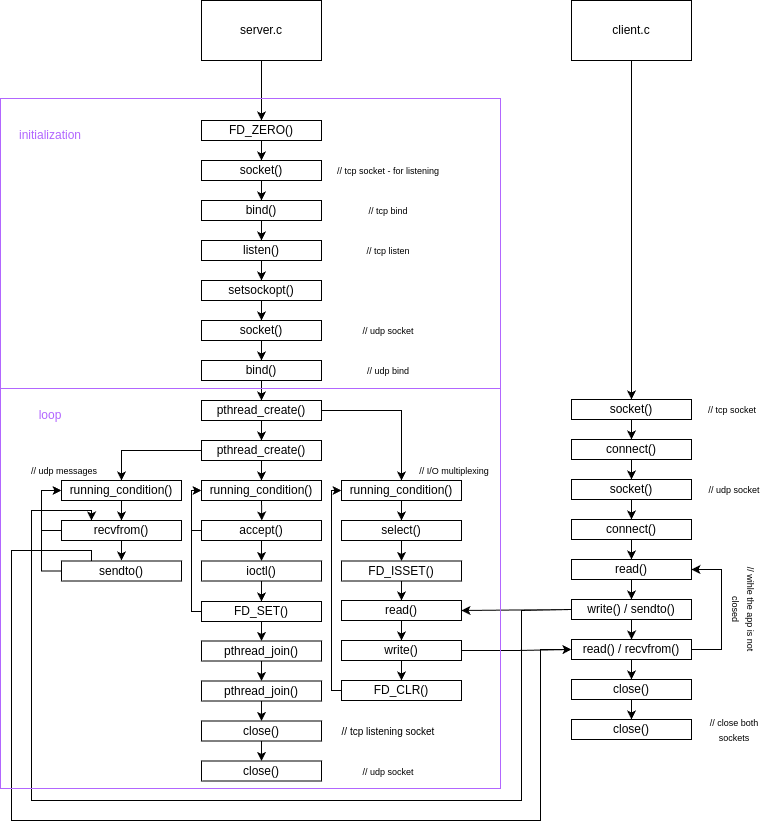 server.c
client.c
initialization
FD_ZERO()
socket()
// tcp socket - for listening
bind()
// tcp bind
listen()
// tcp listen
setsockopt()
socket()
// udp socket
bind()
// udp bind
loop
pthread_create()
pthread_create()
// udp messages
// I/O multiplexing
running_condition()
recvfrom()
sendto()
running_condition()
accept()
ioctl()
FD_SET()
pthread_join()
pthread_join()
close()
// tcp listening socket
close()
// udp socket
running_condition()
select()
FD_ISSET()
read()
write()
FD_CLR()
socket()
// tcp socket
connect()
socket()
// udp socket
connect()
read()
write() / sendto()
read() / recvfrom()
// wihle the app is not
closed
close()
close()
// close both
sockets